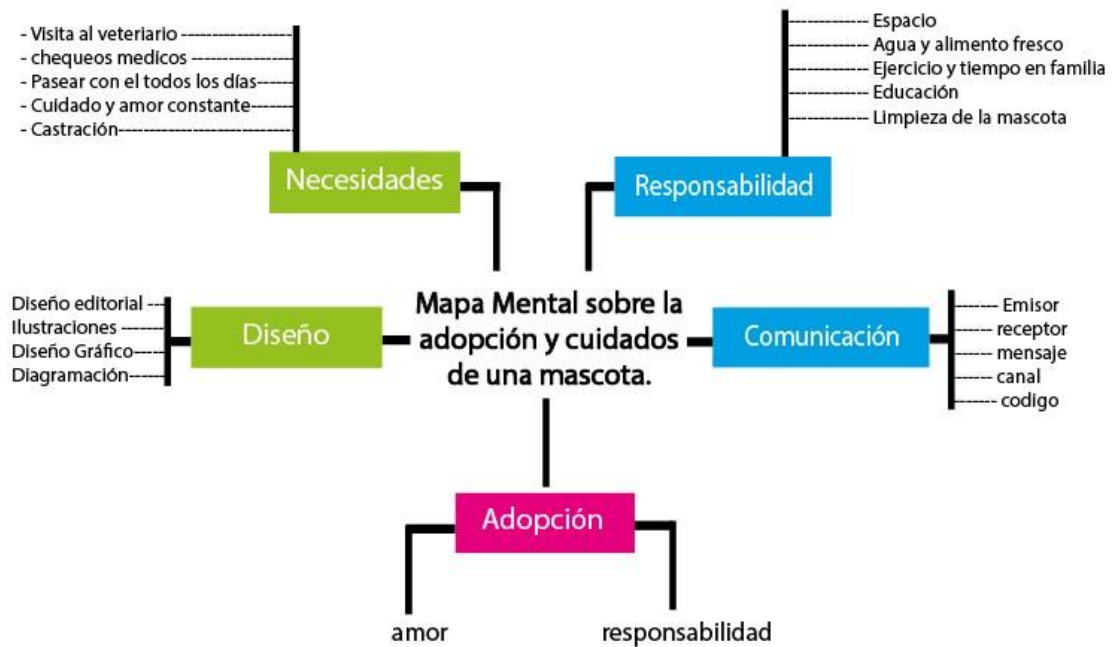 - Visita al veteriario
- chequeos medicos
- Pasear con el todos los días
- Cuidado y amor constante
- Castración
Necesidades
Espacio
Agua y alimento fresco
Ejercicio y tiempo en familia
Educación
Limpieza de la mascota
Responsabilidad
Diseño editorial
Ilustraciones
Diseño Gráfico
Diagramación
Diseño
Mapa Mental sobre la
adopción y cuidados
de una mascota.
Comunicación
Emisor
receptor
mensaje
canal
codigo
Adopción
amor
responsabilidad